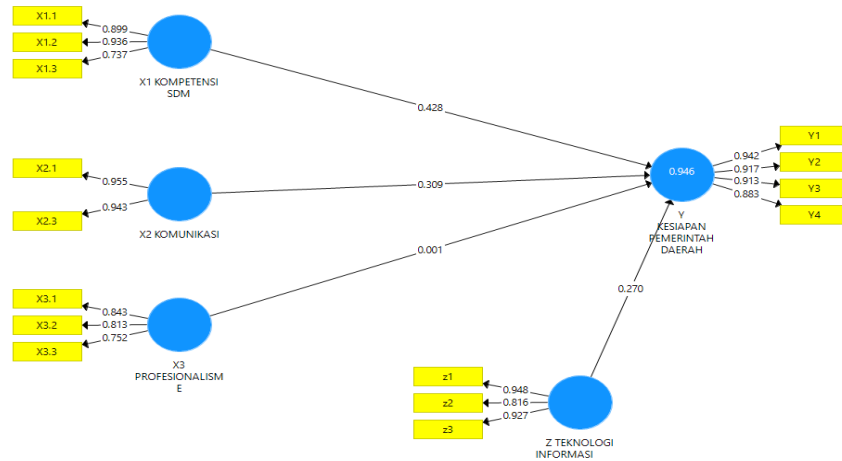 X1.1
0.899
X1.2
0.936
X1.3
0.737
X1 KOMPETENSI
SDM
0.428
X2.1
0.955
X2.3
0.943
X2 KOMUNIKASI
0.309
X3.1
0.843
X3.2
0.813
X3.3
0.752
X3
PROFESIONALISM
E
0.001
0.946
Y
KESIAPAN
PEMERINTAH
DAERAH
Y1
0.942
Y2
0.917
Y3
0.913
Y4
0.883
0.270
z1
0.948
z2
0.816
z3
0.927
Z TEKNOLOGI
INFORMASI